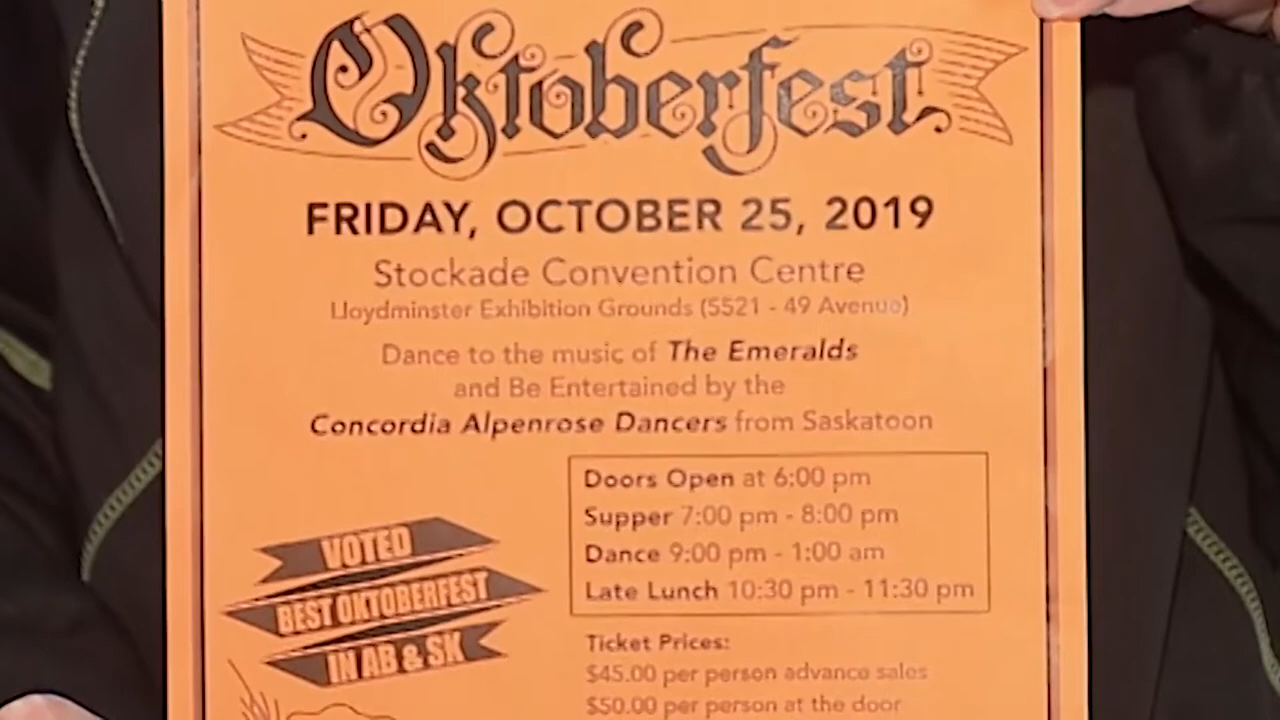 Oktoberfest
FRIDAY, OCTOBER 25, 2019
Stockade Convention Centre
Lloydminster Exhibition Grounds (5521 - 49 Avenue)
Dance to the music of The Emeralds
and Be Entertained by the
Concordia Alpenrose Dancers from Saskatoon
Doors Open at 6:00 pm
Supper 7:00 pm - 8:00 pm
Dance 9:00 pm - 1:00 am
Late Lunch 10:30 pm - 11:30 pm
VOTED
BEST OKTOBERFEST
IN AB & SK
Ticket Prices:
$45.00 per person advance sales
$50.00 per person at the door